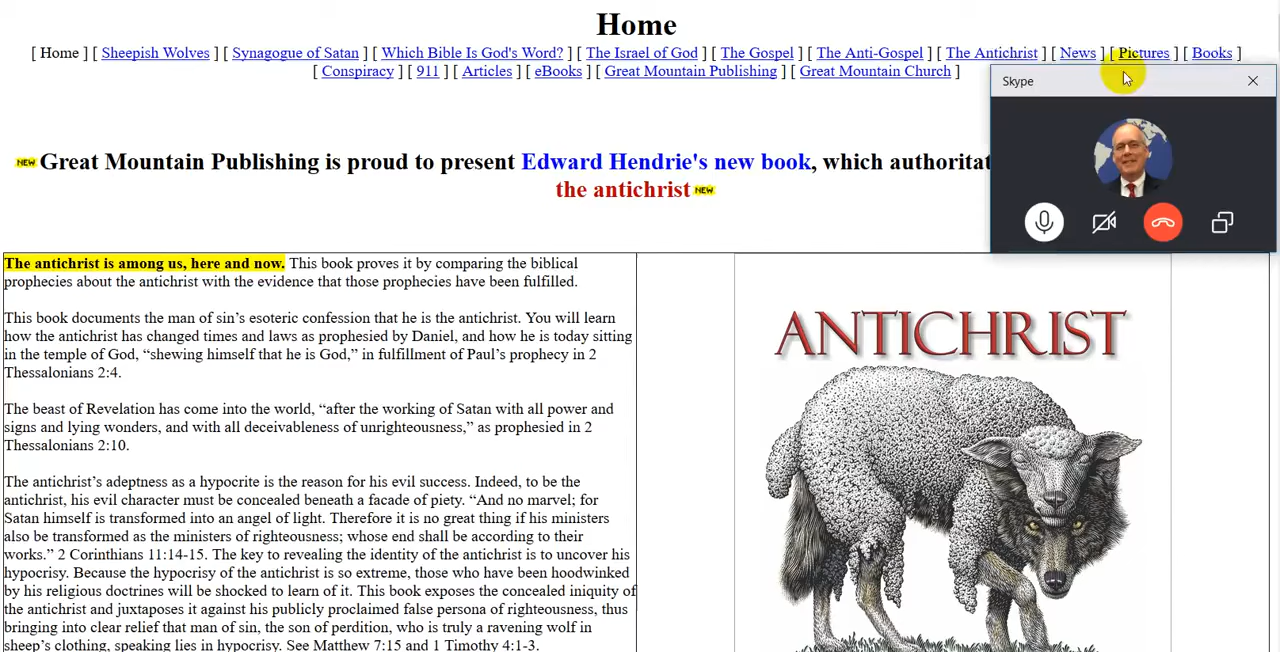 Home
[ Home ] [ Sheepish Wolves ] [ Synagogue of Satan ] [ Which Bible Is God's Word? ] [ The Israel of God ] [ The Gospel ] [ The Anti-Gospel ] [ The Antichrist ] [ News ] [ Pictures ] [ Books ]
[ Conspiracy ] [ 911 ] [ Articles ] [ eBooks ] [ Great Mountain Publishing ] [ Great Mountain Church ]
Skype
NEW Great Mountain Publishing is proud to present Edward Hendrie's new book, which
the antichrist NEW
The antichrist is among us, here and now. This book proves it by comparing the biblical
prophecies about the antichrist with the evidence that those prophecies have been fulfilled.
This book documents the man of sin’s esoteric confession that he is the antichrist. You will learn
how the antichrist has changed times and laws as prophesied by Daniel, and how he is today sitting
in the temple of God, “shewing himself that he is God,” in fulfillment of Paul’s prophecy in 2
Thessalonians 2:4.
The beast of Revelation has come into the world, “after the working of Satan with all power and
signs and lying wonders, and with all deceivableness of unrighteousness,” as prophesied in 2
Thessalonians 2:10.
The antichrist’s adeptness as a hypocrite is the reason for his evil success. Indeed, to be the
antichrist, his evil character must be concealed beneath a facade of piety. “And no marvel; for
Satan himself is transformed into an angel of light. Therefore it is no great thing if his ministers
also be transformed as the ministers of righteousness; whose end shall be according to their
works.” 2 Corinthians 11:14-15. The key to revealing the identity of the antichrist is to uncover his
hypocrisy. Because the hypocrisy of the antichrist is so extreme, those who have been hoodwinked
by his religious doctrines will be shocked to learn of it. This book exposes the concealed iniquity of
the antichrist and juxtaposes it against his publicly proclaimed false persona of righteousness, thus
bringing into clear relief that man of sin, the son of perdition, who is truly a ravening wolf in
sheep’s clothing, speaking lies in hypocrisy. See Matthew 7:15 and 1 Timothy 4:1-3.
ANTICHRIST